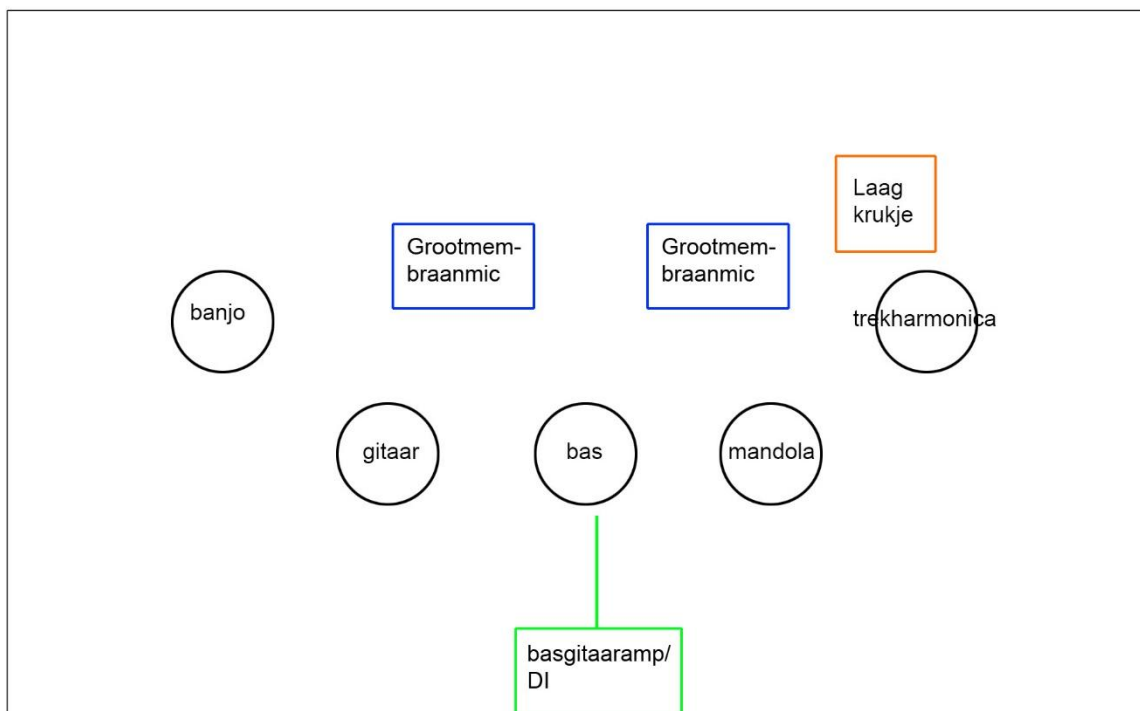 Laag
krukje
Grootmem-
braanmic
Grootmem-
braanmic
banjo
trekharmonica
gitaar
bas
mandola
basgitaaramp/
DI